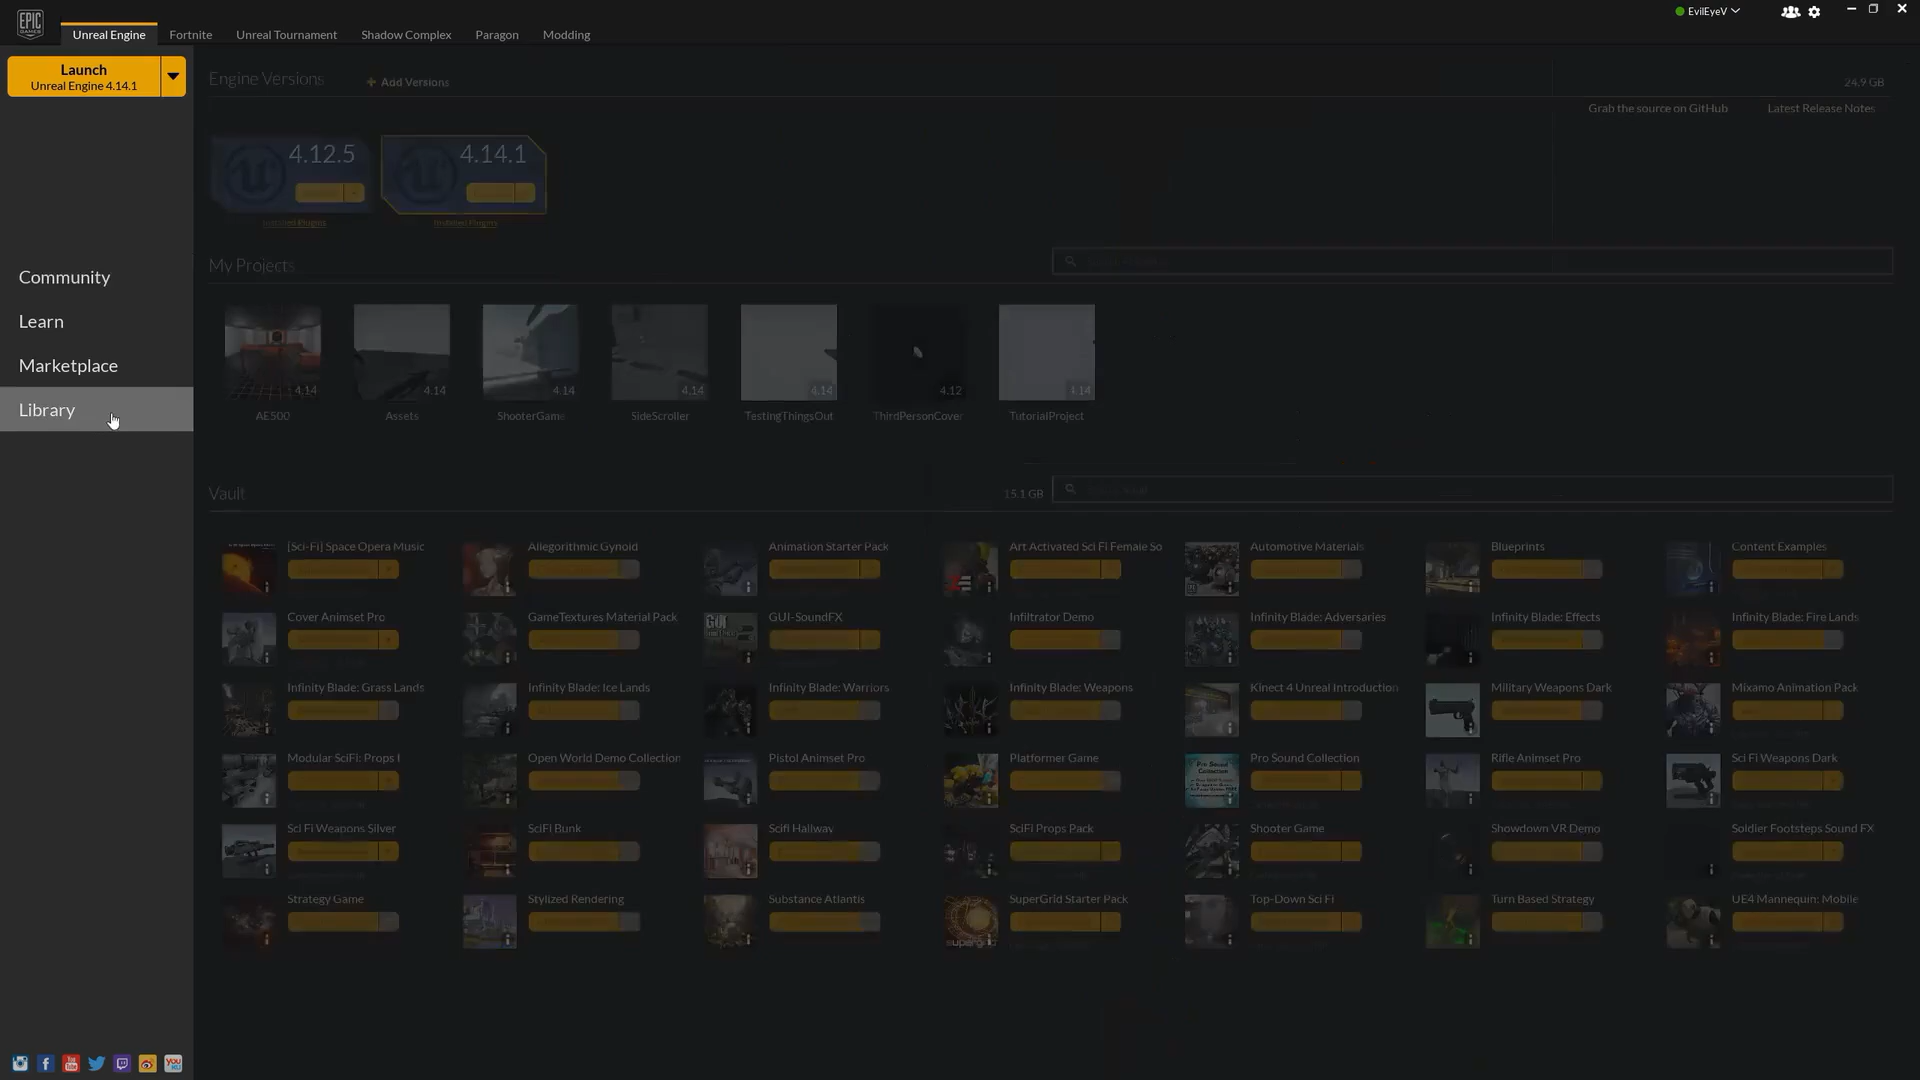 EPIC GAMES
Unreal Engine
Fortnite
Unreal Tournament
Shadow Complex
Paragon
Modding
EvilEyeV
Launch
Unreal Engine 4.14.1
Community
Learn
Marketplace
Library
Engine Versions
Add Versions
24.9 GB
Grab the source on GitHub
Latest Release Notes
4.12.5
4.14.1
Installed Plugins
Installed Plugins
My Projects
4.14
4.14
4.14
4.14
4.14
4.12
4.14
AE500
Assets
ShooterGame
SideScroller
TestingThingsOut
ThirdPersonCover
TutorialProject
Vault
15.1 GB
[Sci-Fi] Space Opera Music
Allegorithmic Gynoid
Animation Starter Pack
Art Activated Sci Fi Female So
Automotive Materials
Blueprints
Content Examples
Cover Animset Pro
GameTextures Material Pack
GUI-SoundFX
Infiltrator Demo
Infinity Blade: Adversaries
Infinity Blade: Effects
Infinity Blade: Fire Lands
Infinity Blade: Grass Lands
Infinity Blade: Ice Lands
Infinity Blade: Warriors
Infinity Blade: Weapons
Kinect 4 Unreal Introduction
Military Weapons Dark
Mixamo Animation Pack
Modular SciFi: Props I
Open World Demo Collection
Pistol Animset Pro
Platformer Game
Pro Sound Collection
Rifle Animset Pro
Sci Fi Weapons Dark
Sci Fi Weapons Silver
SciFi Bunk
Scifi Hallway
SciFi Props Pack
Shooter Game
Showdown VR Demo
Soldier Footsteps Sound FX
Strategy Game
Stylized Rendering
Substance Atlantis
SuperGrid Starter Pack
Top-Down Sci Fi
Turn Based Strategy
UE4 Mannequin: Mobile